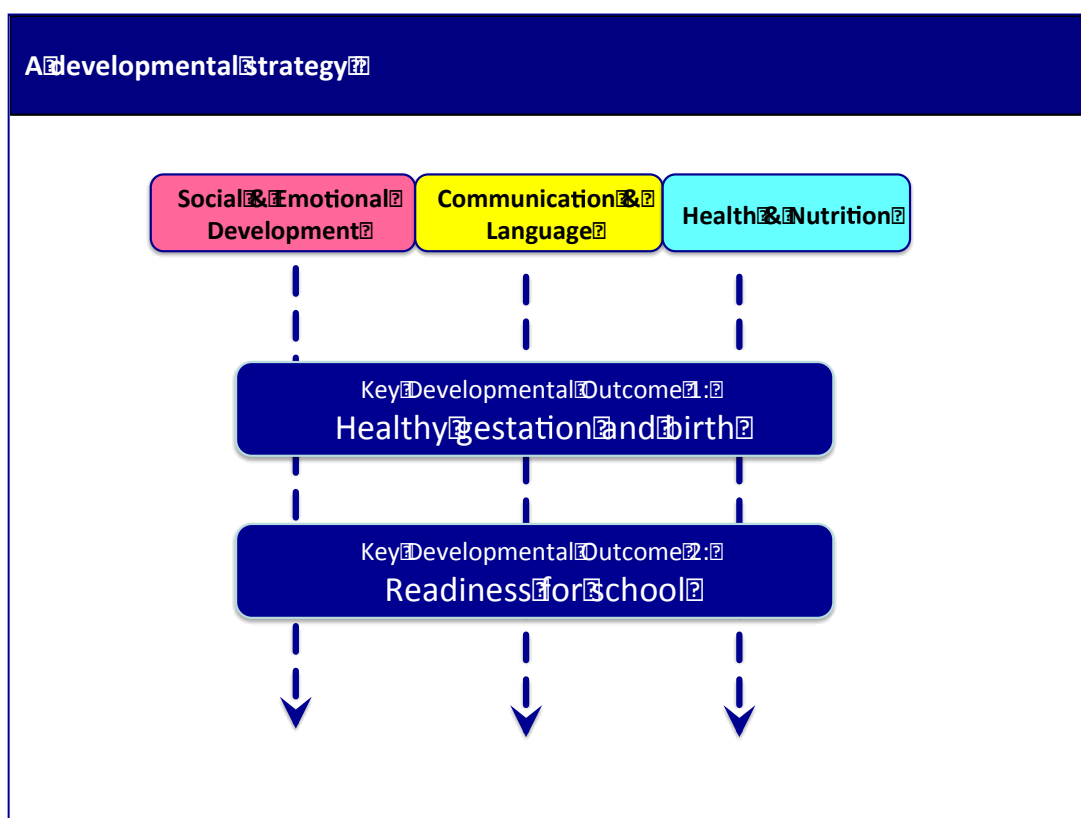 A developmental strategy
Social & Emotional
Development
Communication &
Language
Health & Nutrition
Key Developmental Outcome 1:
Healthy gestation and birth
Key Developmental Outcome 2:
Readiness for school